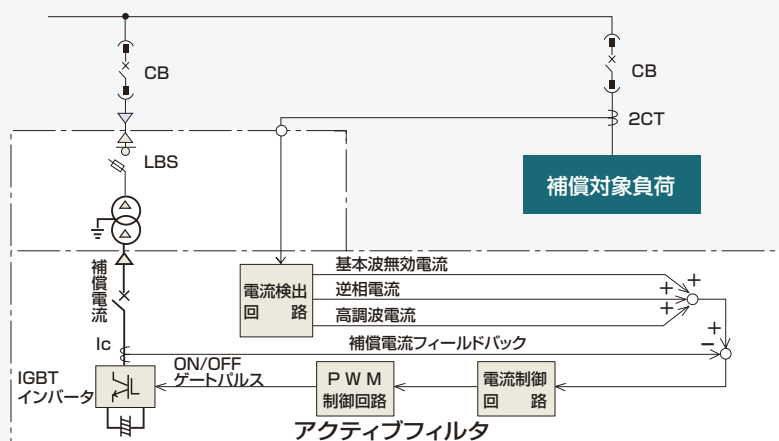 CB
CB
2CT
LBS
補償対象負荷
補償電流
基本波無効電流
電流検出
回　路
逆相電流
高調波電流
+
+
+
+
−
Ic
補償電流フィールドバック
ON/OFF
ゲートパルス
IGBT
インバータ
PWM
制御回路
電流制御
回　路
アクティブフィルタ